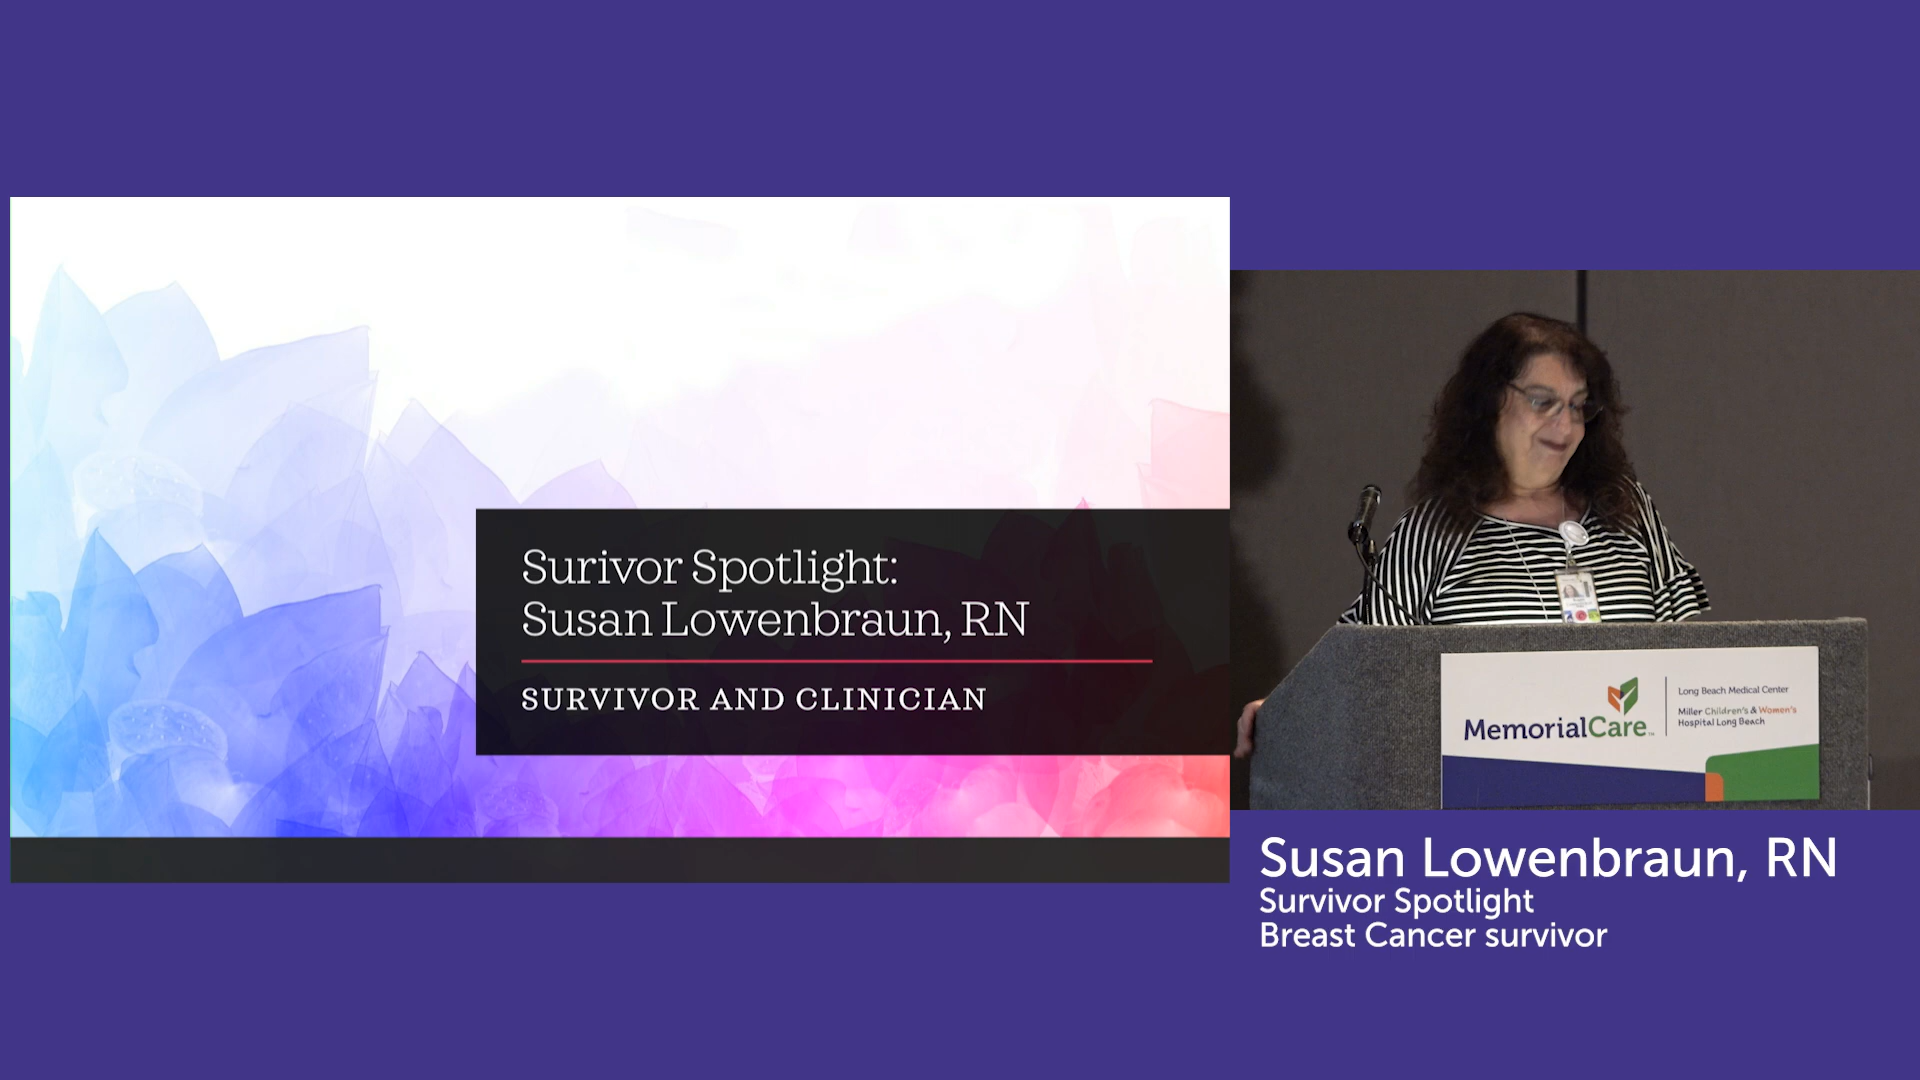 Surivor Spotlight:
Susan Lowenbraun, RN
SURVIVOR AND CLINICIAN
MemorialCare™
Long Beach Medical Center
Miller Children's & Women's
Hospital Long Beach
Susan Lowenbraun, RN
Survivor Spotlight
Breast Cancer survivor